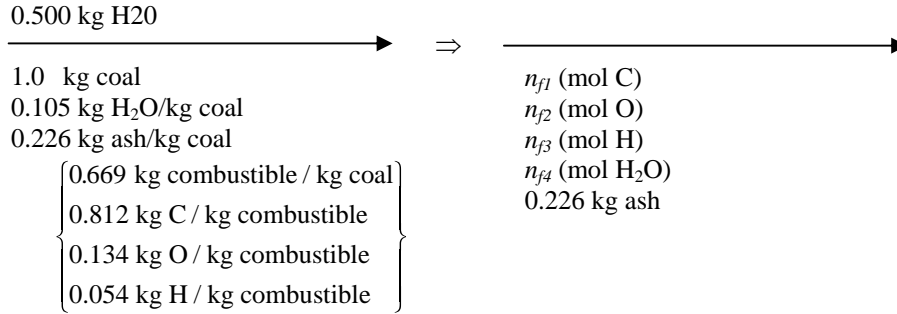 0.500 kg H20
⇒
1.0 kg coal
0.105 kg H₂O/kg coal
0.226 kg ash/kg coal
0.669 kg combustible / kg coal
0.812 kg C / kg combustible
0.134 kg O / kg combustible
0.054 kg H / kg combustible
n_f1 (mol C)
n_f2 (mol O)
n_f3 (mol H)
n_f4 (mol H₂O)
0.226 kg ash